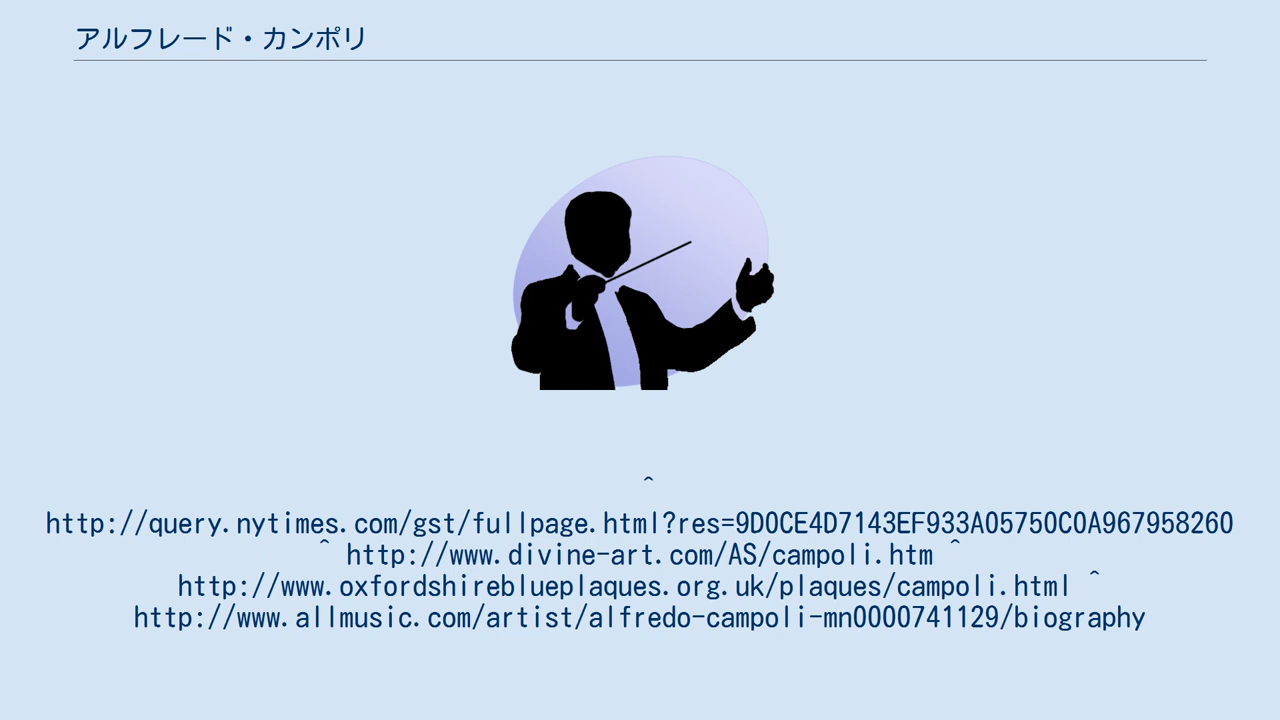 アルフレード・カンポリ
^
http://query.nytimes.com/gst/fullpage.html?res=9D0CE4D7143EF933A05750C0A967958260
^ http://www.divine-art.com/AS/campoli.htm ^
http://www.oxfordshireblueplaques.org.uk/plaques/campoli.html ^
http://www.allmusic.com/artist/alfredo-campoli-mn0000741129/biography